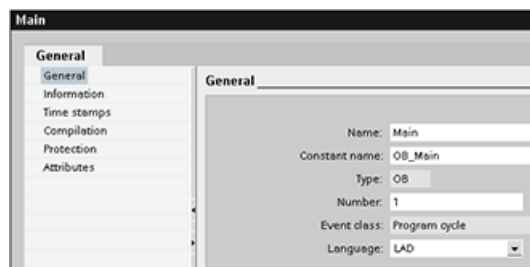 Main
General
General
Information
Time stamps
Compilation
Protection
Attributes
General
Name: Main
Constant name: OB_Main
Type: OB
Number: 1
Event class: Program cycle
Language: LAD